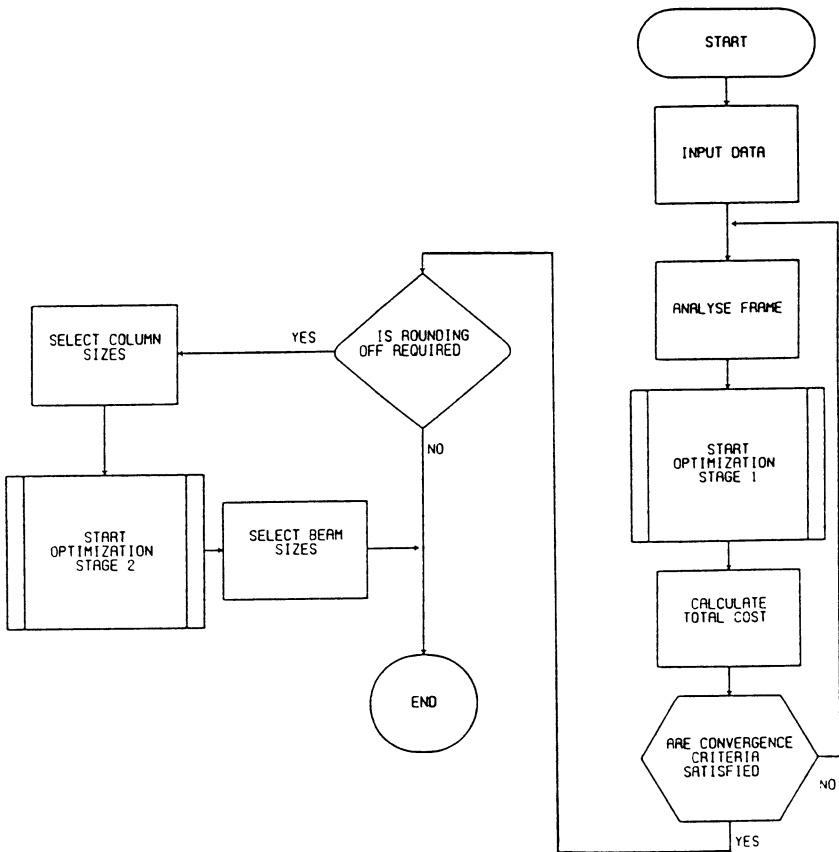 START
INPUT DATA
ANALYSE FRAME
START
OPTIMIZATION
STAGE 1
CALCULATE
TOTAL COST
ARE CONVERGENCE
CRITERIA
SATISFIED
NO
YES
IS ROUNDING
OFF REQUIRED
YES
NO
SELECT COLUMN
SIZES
START
OPTIMIZATION
STAGE 2
SELECT BEAM
SIZES
END